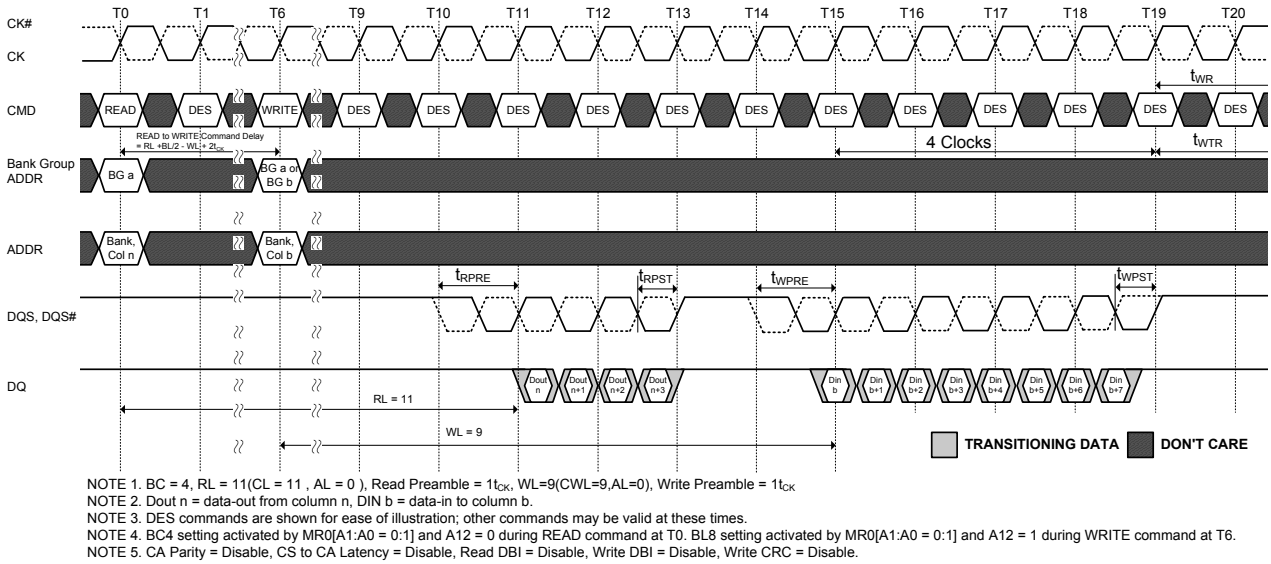 T0 T1 T6 T9 T10 T11 T12 T13 T14 T15 T16 T17 T18 T19 T20
CK#
CK
tWR
CMD READ DES WRITE DES DES DES DES DES DES DES DES DES DES DES DES
READ to WRITE Command Delay
= RL +BL/2 - WL + 2tCK
4 Clocks
tWTR
Bank Group
ADDR
BG a
BG a or
BG b
ADDR
Bank,
Col n
Bank,
Col b
tRPRE tRPST tWPRE tWPST
DQS, DQS#
DQ
Dout
n
Dout
n+1
Dout
n+2
Dout
n+3
Din
b
Din
b+1
Din
b+2
Din
b+3
Din
b+4
Din
b+5
Din
b+6
Din
b+7
RL = 11
WL = 9
TRANSITIONING DATA DON'T CARE
NOTE 1. BC = 4, RL = 11(CL = 11 , AL = 0 ), Read Preamble = 1tCK, WL=9(CWL=9,AL=0), Write Preamble = 1tCK
NOTE 2. Dout n = data-out from column n, DIN b = data-in to column b.
NOTE 3. DES commands are shown for ease of illustration; other commands may be valid at these times.
NOTE 4. BC4 setting activated by MR0[A1:A0 = 0:1] and A12 = 0 during READ command at T0. BL8 setting activated by MR0[A1:A0 = 0:1] and A12 = 1 during WRITE command at T6.
NOTE 5. CA Parity = Disable, CS to CA Latency = Disable, Read DBI = Disable, Write DBI = Disable, Write CRC = Disable.